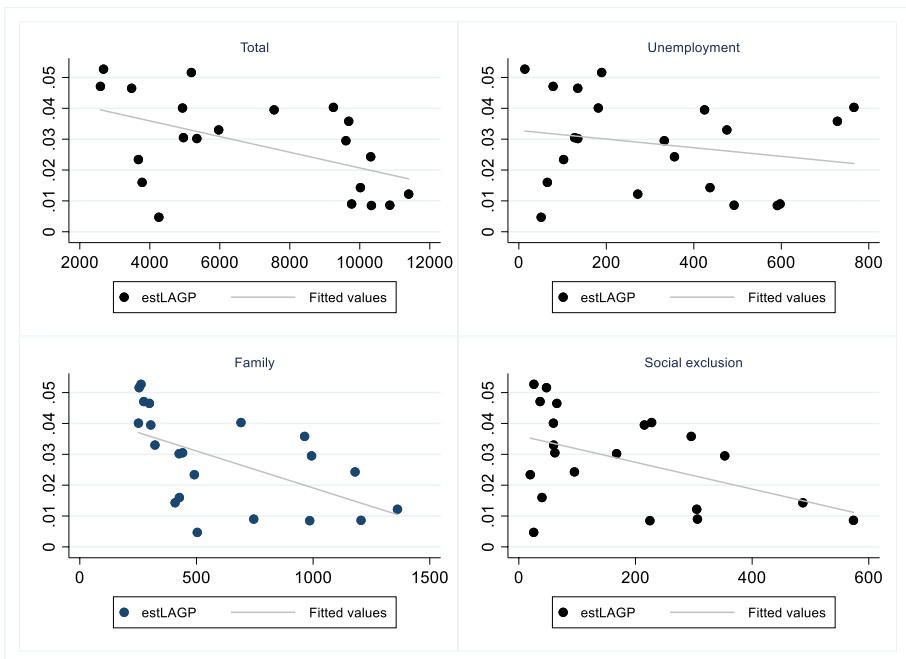 Total
.05
.04
.03
.02
.01
0
2000 4000 6000 8000 10000 12000
estLAGP Fitted values
Unemployment
.05
.04
.03
.02
.01
0
0 200 400 600 800
estLAGP Fitted values
Family
.05
.04
.03
.02
.01
0
0 500 1000 1500
estLAGP Fitted values
Social exclusion
.05
.04
.03
.02
.01
0
0 200 400 600
estLAGP Fitted values